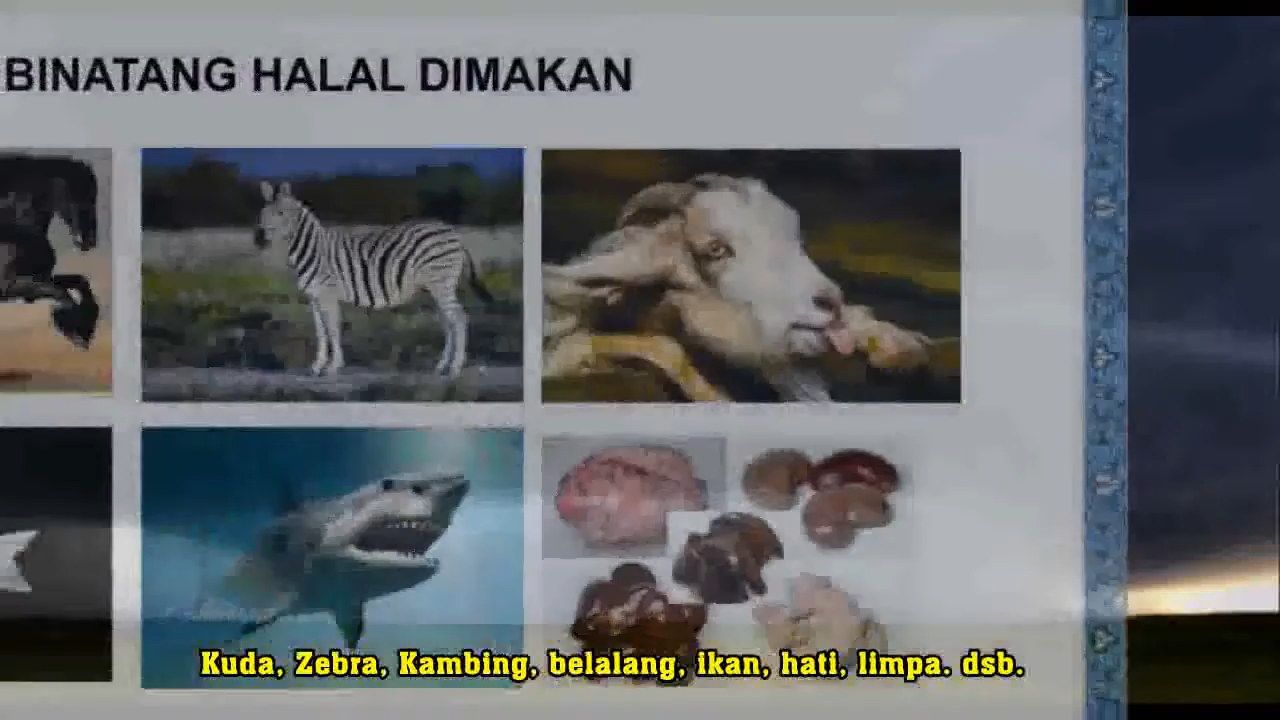 BINATANG HALAL DIMAKAN
Kuda, Zebra, Kambing, belalang, ikan, hati, limpa. dsb.